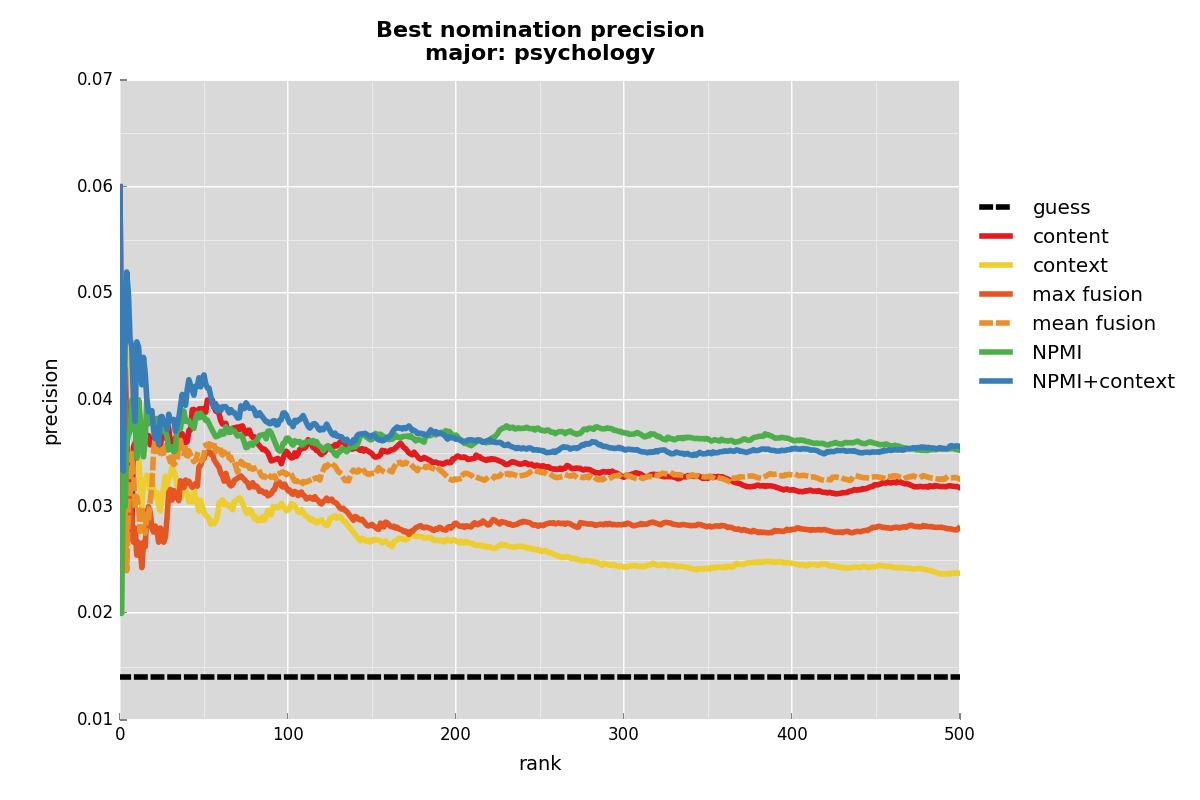 Best nomination precision
major: psychology
0.07
0.06
0.05
0.04
0.03
0.02
0.01
precision
0
100
200
300
400
500
rank
guess
content
context
max fusion
mean fusion
NPMI
NPMI+context